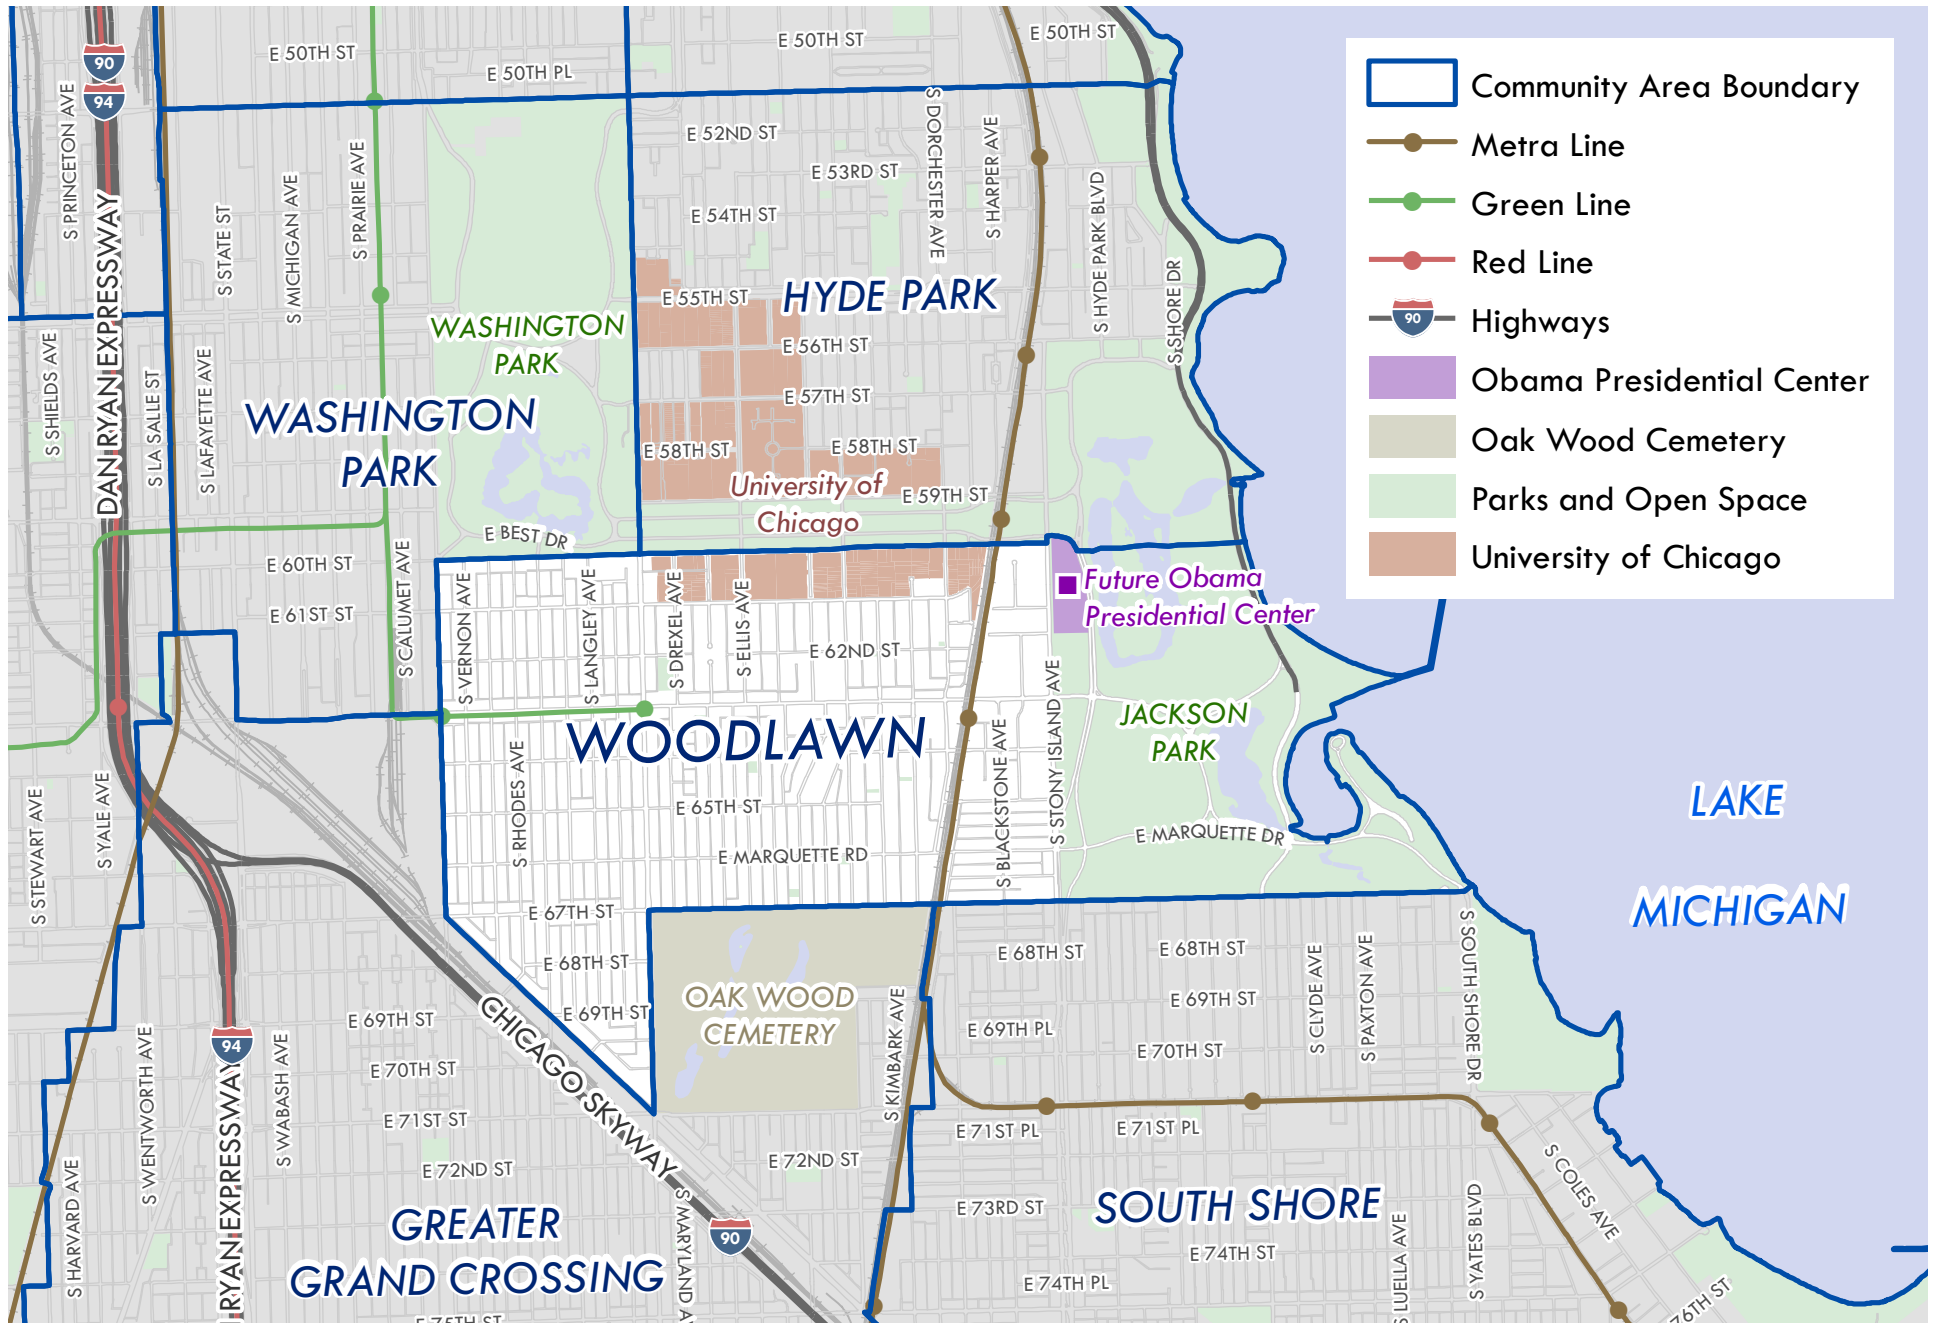 E 50TH ST
E 50TH ST
E 50TH ST
E 50TH PL
90
94
S PRINCETON AVE
DAN RYAN EXPRESSWAY
S STATE ST
S MICHIGAN AVE
S PRAIRIE AVE
E 52ND ST
E 53RD ST
E 54TH ST
S DORCHESTER AVE
S HARPER AVE
S HYDE PARK BLVD
S SHORE DR
E 55TH ST
HYDE PARK
E 56TH ST
E 57TH ST
E 58TH ST
E 58TH ST
E 59TH ST
University of
Chicago
WASHINGTON
PARK
WASHINGTON
PARK
S SHIELDS AVE
S LA SALLE ST
S LAFAYETTE AVE
E BEST DR
E 60TH ST
E 61ST ST
S CALUMET AVE
S VERNON AVE
S LANGLEY AVE
S DREXEL AVE
S ELLIS AVE
E 62ND ST
Future Obama
Presidential Center
WOODLAWN
S STONY ISLAND AVE
S BLACKSTONE AVE
JACKSON
PARK
E MARQUETTE DR
S RHODES AVE
E 65TH ST
E MARQUETTE RD
S STEWART AVE
S YALE AVE
E 67TH ST
E 68TH ST
E 69TH ST
OAK WOOD
CEMETERY
S KIMBARK AVE
CHICAGO SKYWAY
94
RYAN EXPRESSWAY
S WENTWORTH AVE
S WABASH AVE
S HARVARD AVE
E 69TH ST
E 70TH ST
E 71ST ST
E 72ND ST
E 72ND ST
GREATER
GRAND CROSSING
90
S MARYLAND A
E 75TH ST
E 68TH ST
E 68TH ST
E 69TH ST
E 69TH PL
E 70TH ST
S CLYDE AVE
S PAXTON AVE
S SOUTH SHORE DR
E 71ST PL
E 71ST PL
E 73RD ST
SOUTH SHORE
E 74TH ST
E 74TH PL
S LUELLA AVE
S YATES BLVD
S COLES AVE
76TH ST
LAKE
MICHIGAN
Community Area Boundary
Metra Line
Green Line
Red Line
90
Highways
Obama Presidential Center
Oak Wood Cemetery
Parks and Open Space
University of Chicago